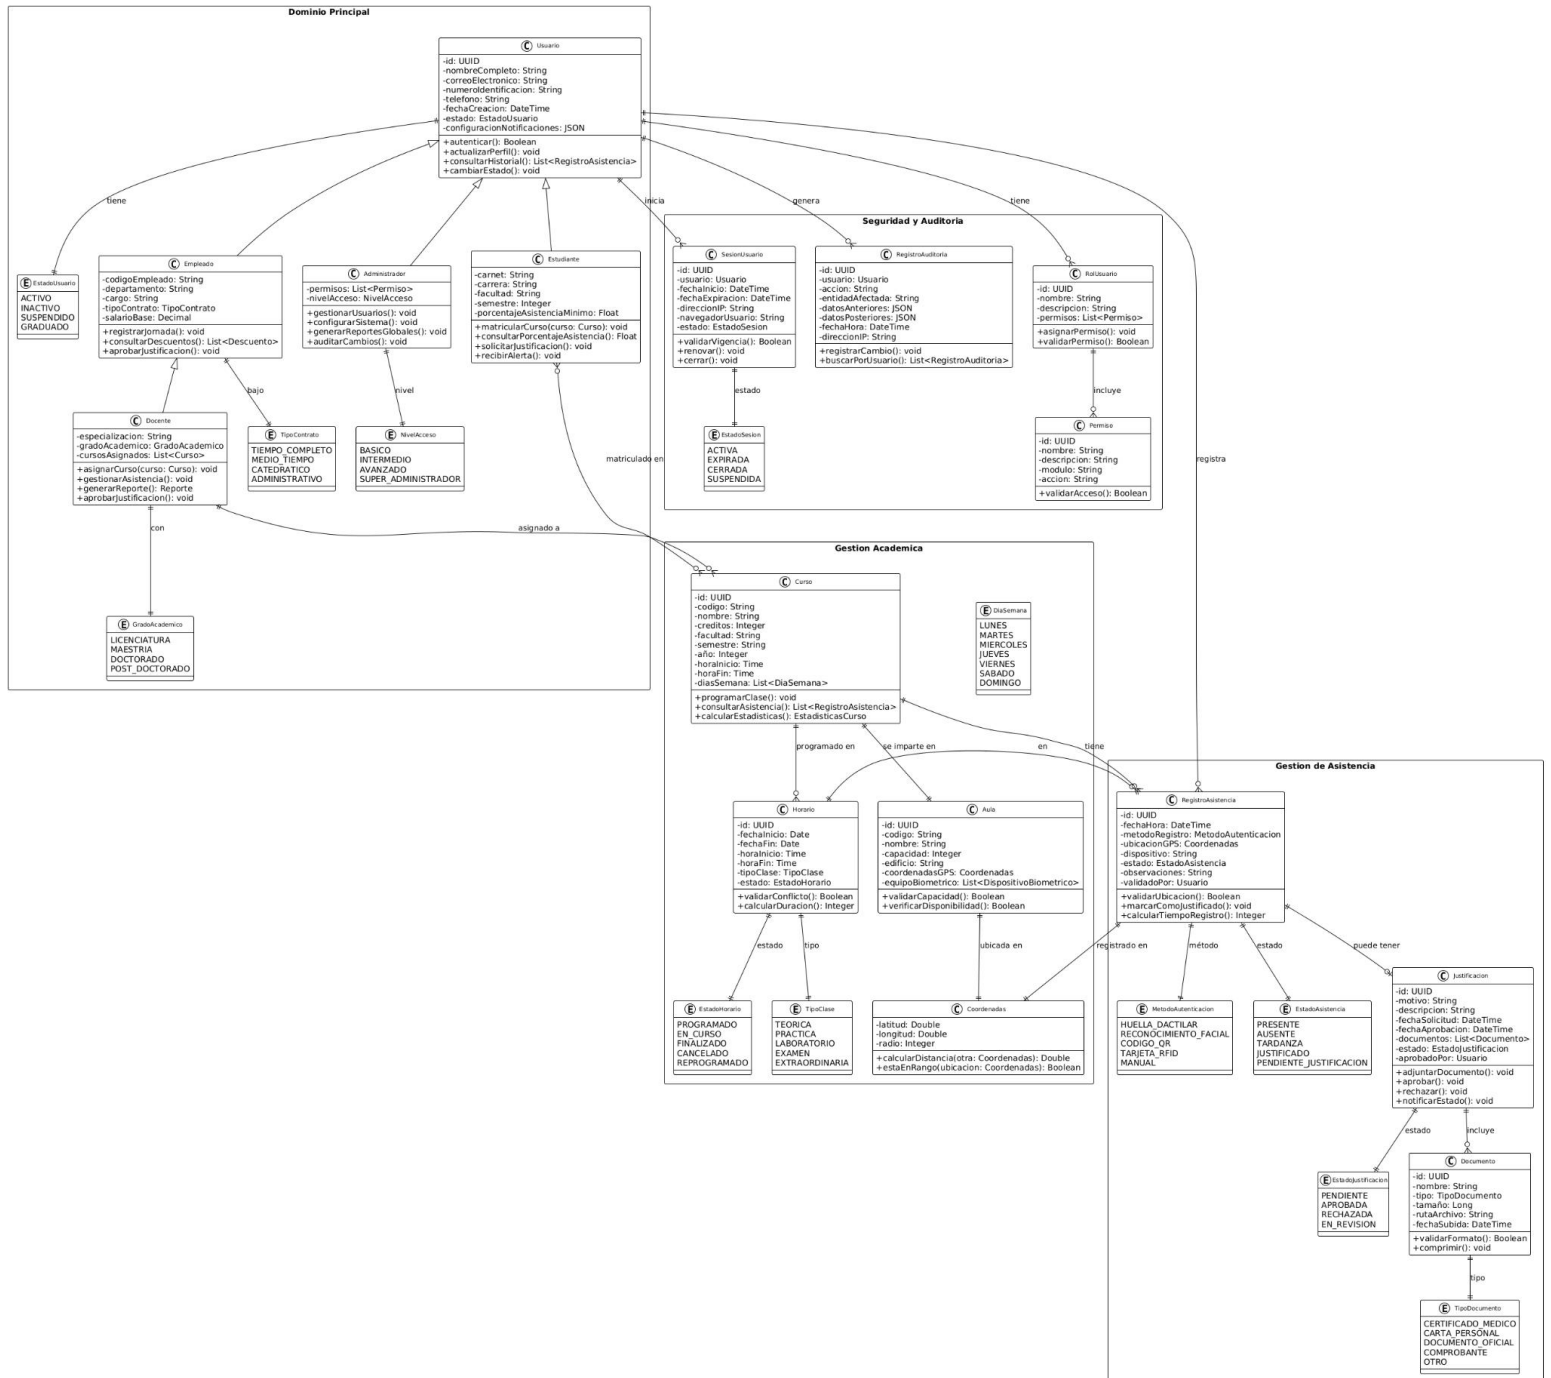 Dominio Principal
Usuario
-id: UUID
-nombreCompleto: String
-correoElectronico: String
-numeroIdentificacion: String
-telefono: String
-fechaCreacion: DateTime
-estado: EstadoUsuario
-configuracionNotificaciones: JSON
+autenticar(): Boolean
+actualizarPerfil(): void
+consultarHistorial(): List<RegistroAsistencia>
+cambiarEstado(): void
tiene
inicia
genera
tiene
registra
EstadoUsuario
ACTIVO
INACTIVO
SUSPENDIDO
GRADUADO
Empleado
-codigoEmpleado: String
-departamento: String
-cargo: String
-tipoContrato: TipoContrato
-salarioBase: Decimal
+registrarJornada(): void
+consultarDescuentos(): List<Descuento>
+aprobarJustificacion(): void
Administrador
-permisos: List<Permiso>
-nivelAcceso: NivelAcceso
+gestionarUsuarios(): void
+configurarSistema(): void
+generarReportesGlobales(): void
+auditarCambios(): void
Estudiante
-carnet: String
-carrera: String
-facultad: String
-semestre: Integer
-porcentajeAsistenciaMinimo: Float
+matricularCurso(curso: Curso): void
+consultarPorcentajeAsistencia(): Float
+solicitarJustificacion(): void
+recibirAlerta(): void
bajo
nivel
matriculado en
Docente
-especializacion: String
-gradoAcademico: GradoAcademico
-cursosAsignados: List<Curso>
+asignarCurso(curso: Curso): void
+gestionarAsistencia(): void
+generarReporte(): Reporte
+aprobarJustificacion(): void
TipoContrato
TIEMPO_COMPLETO
MEDIO_TIEMPO
CATEDRATICO
ADMINISTRATIVO
NivelAcceso
BASICO
INTERMEDIO
AVANZADO
SUPER_ADMINISTRADOR
con
asignado a
GradoAcademico
LICENCIATURA
MAESTRIA
DOCTORADO
POST_DOCTORADO
Seguridad y Auditoria
SesionUsuario
-id: UUID
-usuario: Usuario
-fechaInicio: DateTime
-fechaExpiracion: DateTime
-direccionIP: String
-navegadorUsuario: String
-estado: EstadoSesion
+validarVigencia(): Boolean
+renovar(): void
+cerrar(): void
RegistroAuditoria
-id: UUID
-usuario: Usuario
-accion: String
-entidadAfectada: String
-datosAnteriores: JSON
-datosPosteriores: JSON
-fechaHora: DateTime
-direccionIP: String
+registrarCambio(): void
+buscarPorUsuario(): List<RegistroAuditoria>
RolUsuario
-id: UUID
-nombre: String
-descripcion: String
-permisos: List<Permiso>
+asignarPermiso(): void
+validarPermiso(): Boolean
estado
incluye
EstadoSesion
ACTIVA
EXPIRADA
CERRADA
SUSPENDIDA
Permiso
-id: UUID
-nombre: String
-descripcion: String
-modulo: String
-accion: String
+validarAcceso(): Boolean
Gestion Academica
Curso
-id: UUID
-codigo: String
-nombre: String
-creditos: Integer
-facultad: String
-semestre: String
-año: Integer
-horaInicio: Time
-horaFin: Time
-diasSemana: List<DiaSemana>
+programarClase(): void
+consultarAsistencia(): List<RegistroAsistencia>
+calcularEstadisticas(): EstadisticasCurso
DiaSemana
LUNES
MARTES
MIERCOLES
JUEVES
VIERNES
SABADO
DOMINGO
programado en
se imparte en
en
tiene
Horario
-id: UUID
-fechaInicio: Date
-fechaFin: Date
-horaInicio: Time
-horaFin: Time
-tipoClase: TipoClase
-estado: EstadoHorario
+validarConflicto(): Boolean
+calcularDuracion(): Integer
Aula
-id: UUID
-codigo: String
-nombre: String
-capacidad: Integer
-edificio: String
-coordenadasGPS: Coordenadas
-equipoBiometrico: List<DispositivoBiometrico>
+validarCapacidad(): Boolean
+verificarDisponibilidad(): Boolean
estado
tipo
ubicada en
registrado en
EstadoHorario
PROGRAMADO
EN_CURSO
FINALIZADO
CANCELADO
REPROGRAMADO
TipoClase
TEORICA
PRACTICA
LABORATORIO
EXAMEN
EXTRAORDINARIA
Coordenadas
-latitud: Double
-longitud: Double
-radio: Integer
+calcularDistancia(otra: Coordenadas): Double
+estaEnRango(ubicacion: Coordenadas): Boolean
Gestion de Asistencia
RegistroAsistencia
-id: UUID
-fechaHora: DateTime
-metodoRegistro: MetodoAutenticacion
-ubicacionGPS: Coordenadas
-dispositivo: String
-estado: EstadoAsistencia
-observaciones: String
-validadoPor: Usuario
+validarUbicacion(): Boolean
+marcarComoJustificado(): void
+calcularTiempoRegistro(): Integer
método
estado
puede tener
MetodoAutenticacion
HUELLA_DACTILAR
RECONOCIMIENTO_FACIAL
CODIGO_QR
TARJETA_RFID
MANUAL
EstadoAsistencia
PRESENTE
AUSENTE
TARDANZA
JUSTIFICADO
PENDIENTE_JUSTIFICACION
Justificacion
-id: UUID
-motivo: String
-descripcion: String
-fechaSolicitud: DateTime
-fechaAprobacion: DateTime
-documentos: List<Documento>
-estado: EstadoJustificacion
-aprobadoPor: Usuario
+adjuntarDocumento(): void
+aprobar(): void
+rechazar(): void
+notificarEstado(): void
estado
incluye
EstadoJustificacion
PENDIENTE
APROBADA
RECHAZADA
EN_REVISION
Documento
-id: UUID
-nombre: String
-tipo: TipoDocumento
-tamaño: Long
-rutaArchivo: String
-fechaSubida: DateTime
+validarFormato(): Boolean
+comprimir(): void
tipo
TipoDocumento
CERTIFICADO_MEDICO
CARTA_PERSONAL
DOCUMENTO_OFICIAL
COMPROBANTE
OTRO